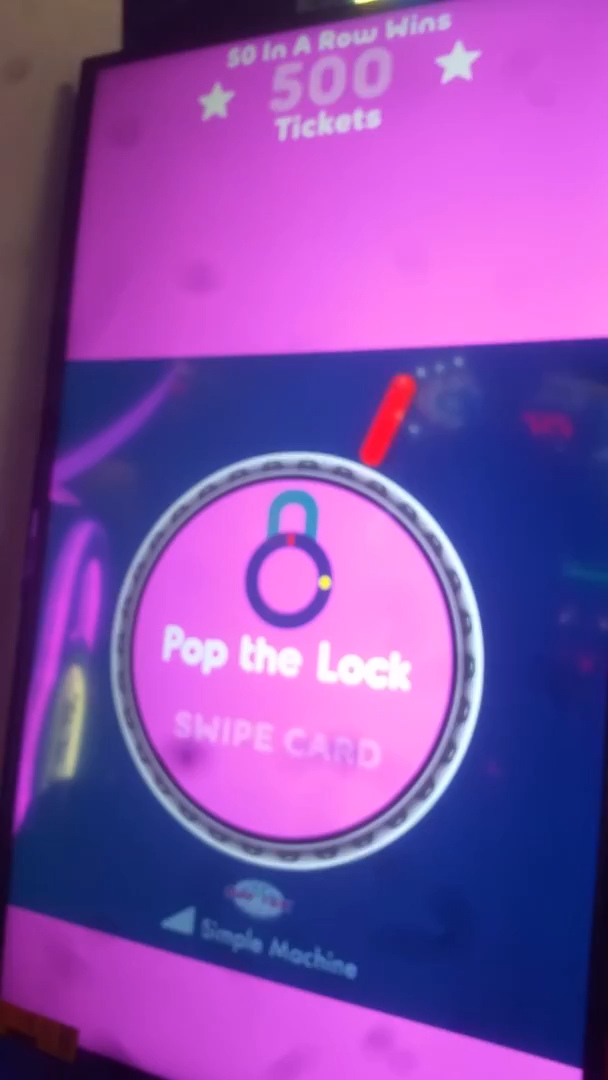 50 In A Row Wins
500
Tickets
Pop the Lock
SWIPE CARD
Simple Machine